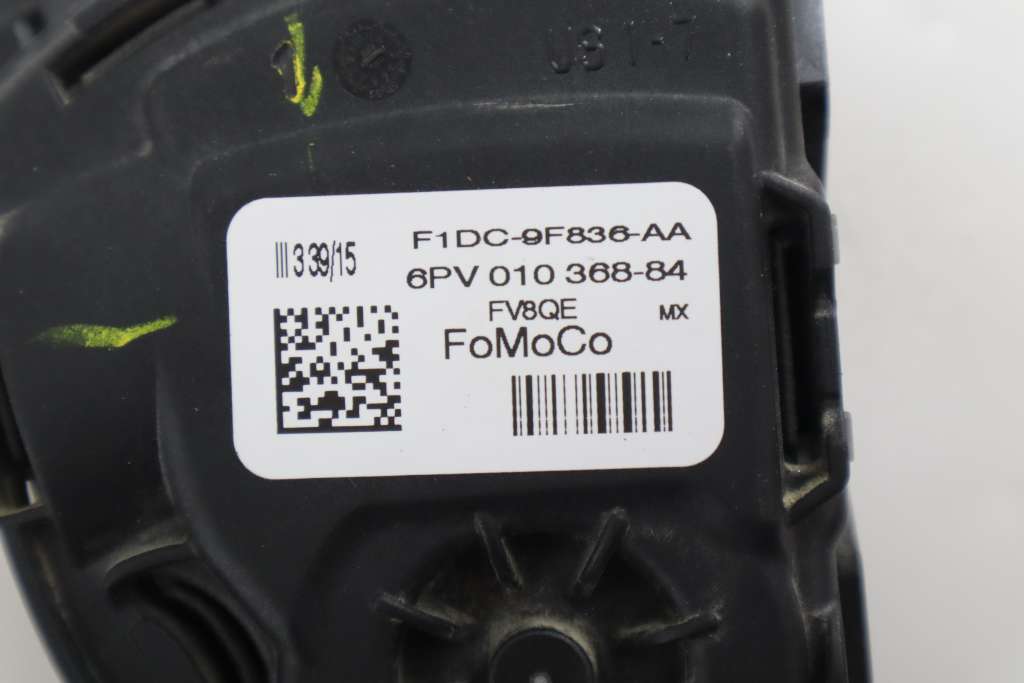 ||| 3 39/15
F1DC-9F836-AA
6PV 010 368-84
FV8QE MX
FoMoCo